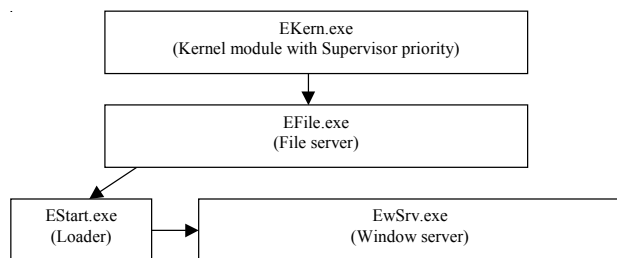 EKern.exe
(Kernel module with Supervisor priority)
EFile.exe
(File server)
EStart.exe
(Loader)
EwSrv.exe
(Window server)